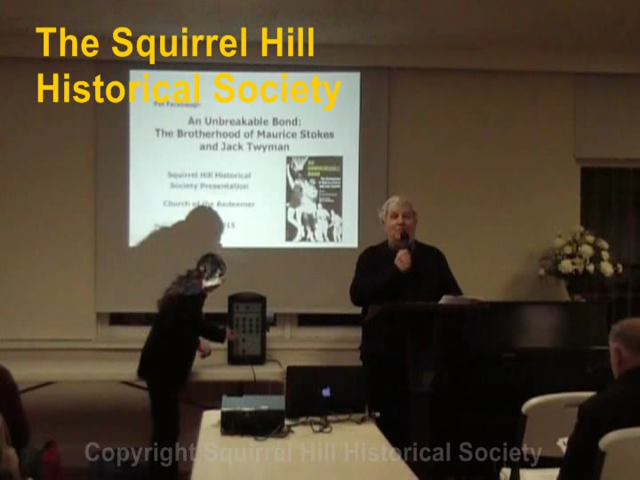 The Squirrel Hill
Historical Society
An Unbreakable Bond:
The Brotherhood of Maurice Stokes
and Jack Twyman
Squirrel Hill Historical
Society Presentation
Church of the Redeemer
Copyright Squirrel Hill Historical Society